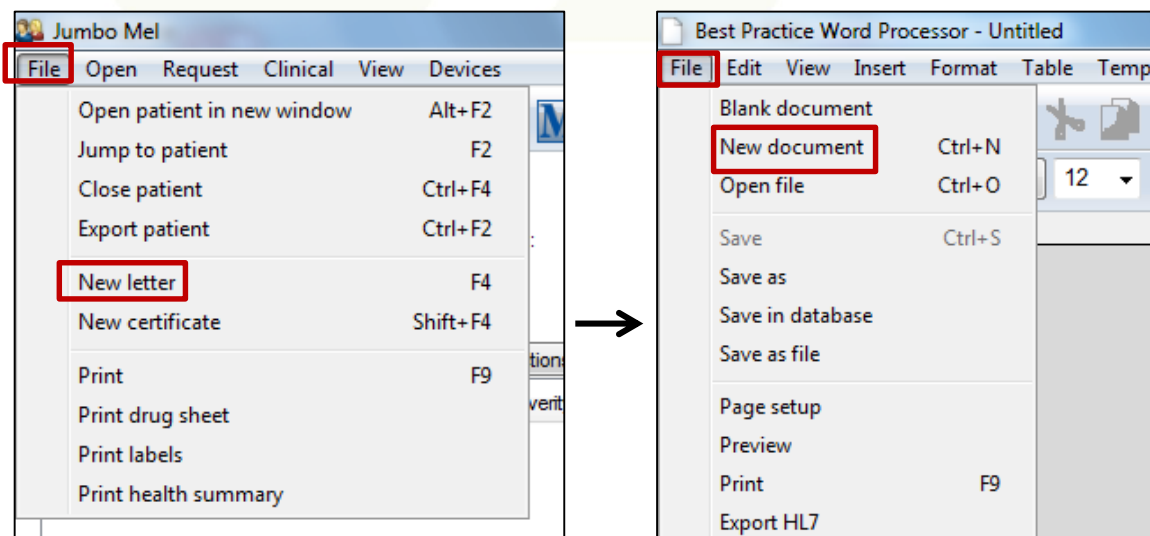 Jumbo Mel
File Open Request Clinical View Devices
Open patient in new window Alt+F2
Jump to patient F2
Close patient Ctrl+F4
Export patient Ctrl+F2
New letter F4
New certificate Shift+F4
Print F9
Print drug sheet
Print labels
Print health summary
Best Practice Word Processor - Untitled
File Edit View Insert Format Table Temp
Blank document
New document Ctrl+N
Open file Ctrl+O
12
Save Ctrl+S
Save as
Save in database
Save as file
Page setup
Preview
Print F9
Export HL7